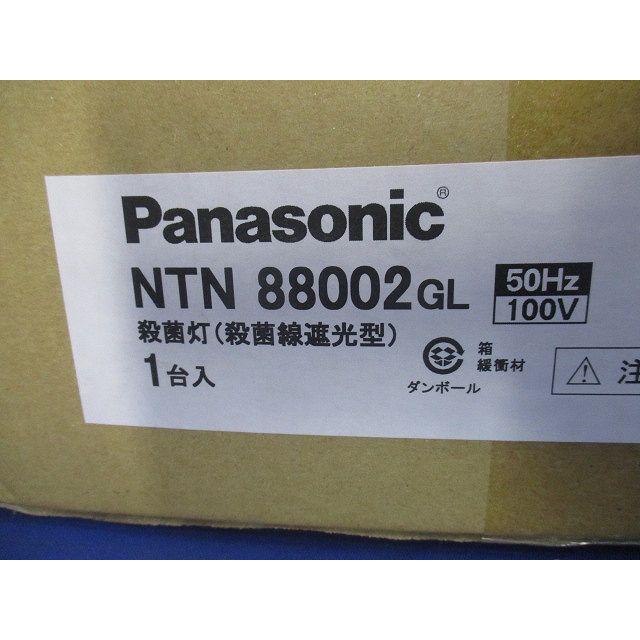 Panasonic®
NTN 88002GL
50Hz
100V
殺菌灯(殺菌線遮光型)
1台入
ダンボール
箱
緩衝材
注